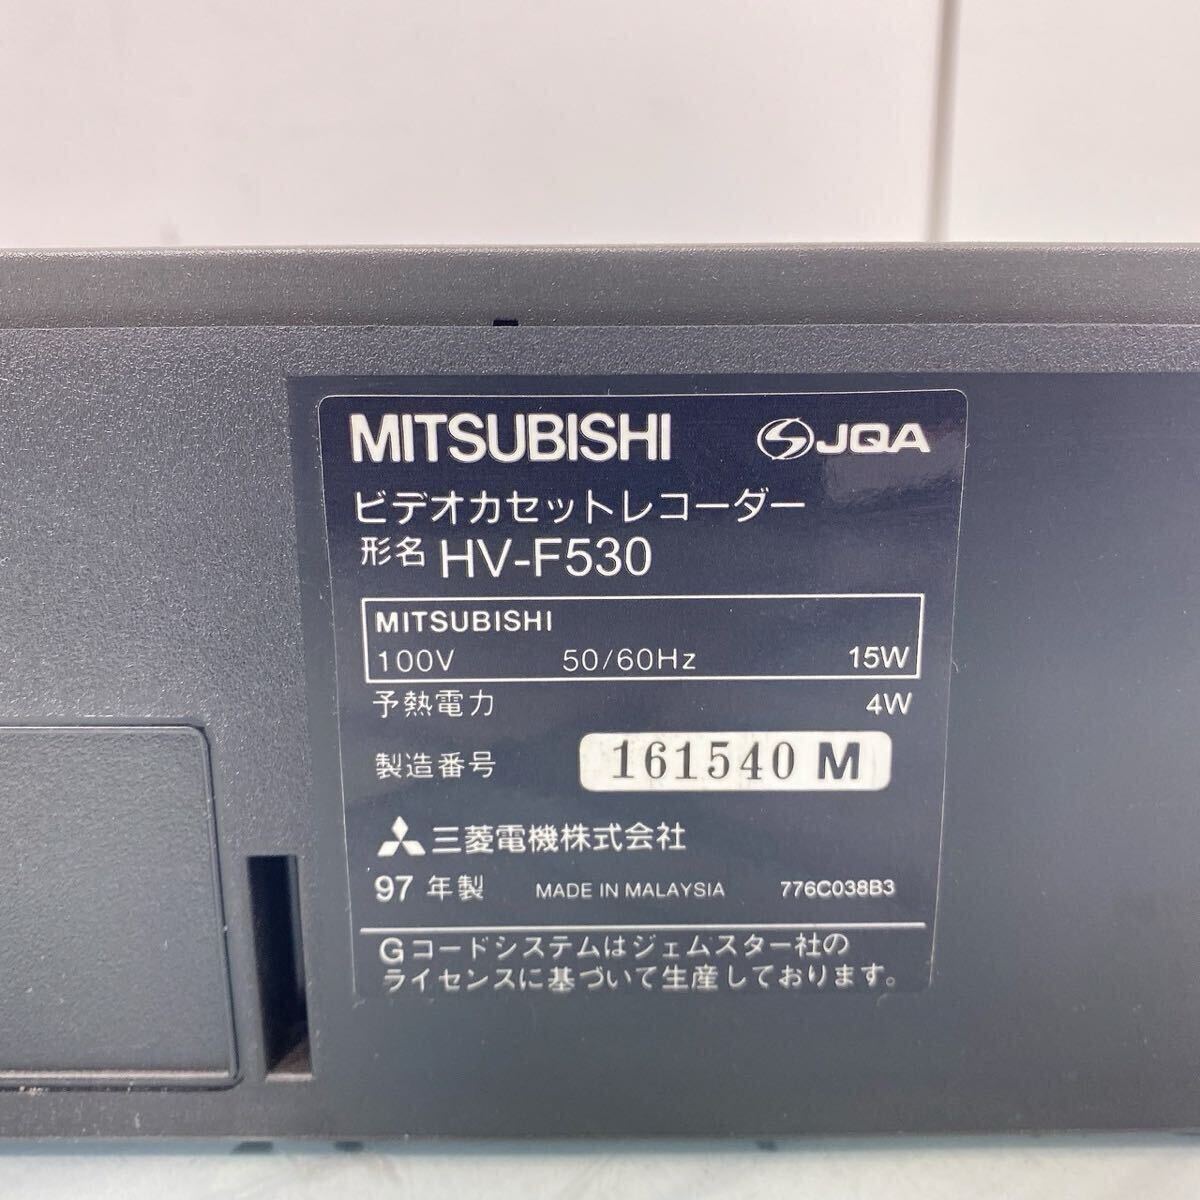 MITSUBISHI JQA
ビデオカセットレコーダー
形名 HV-F530
MITSUBISHI
100V 50/60Hz 15W
予熱電力 4W
製造番号 161540 M
三菱電機株式会社
97 年製 MADE IN MALAYSIA 776C038B3
Gコードシステムはジェムスター社の
ライセンスに基づいて生産しております。